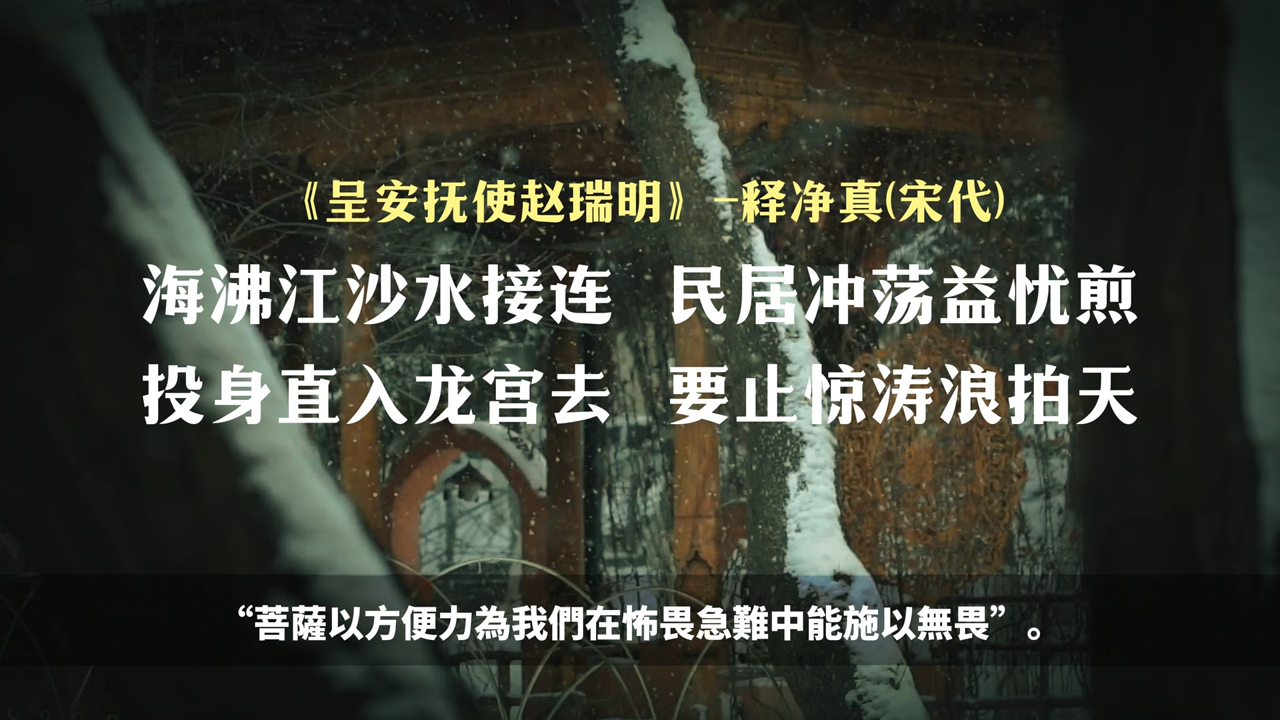 《呈安抚使赵瑞明》 -释净真(宋代)
海沸江沙水接连 民居冲荡益忧煎
投身直入龙宫去 要止惊涛浪拍天
“菩薩以方便力為我們在怖畏急難中能施以無畏”。